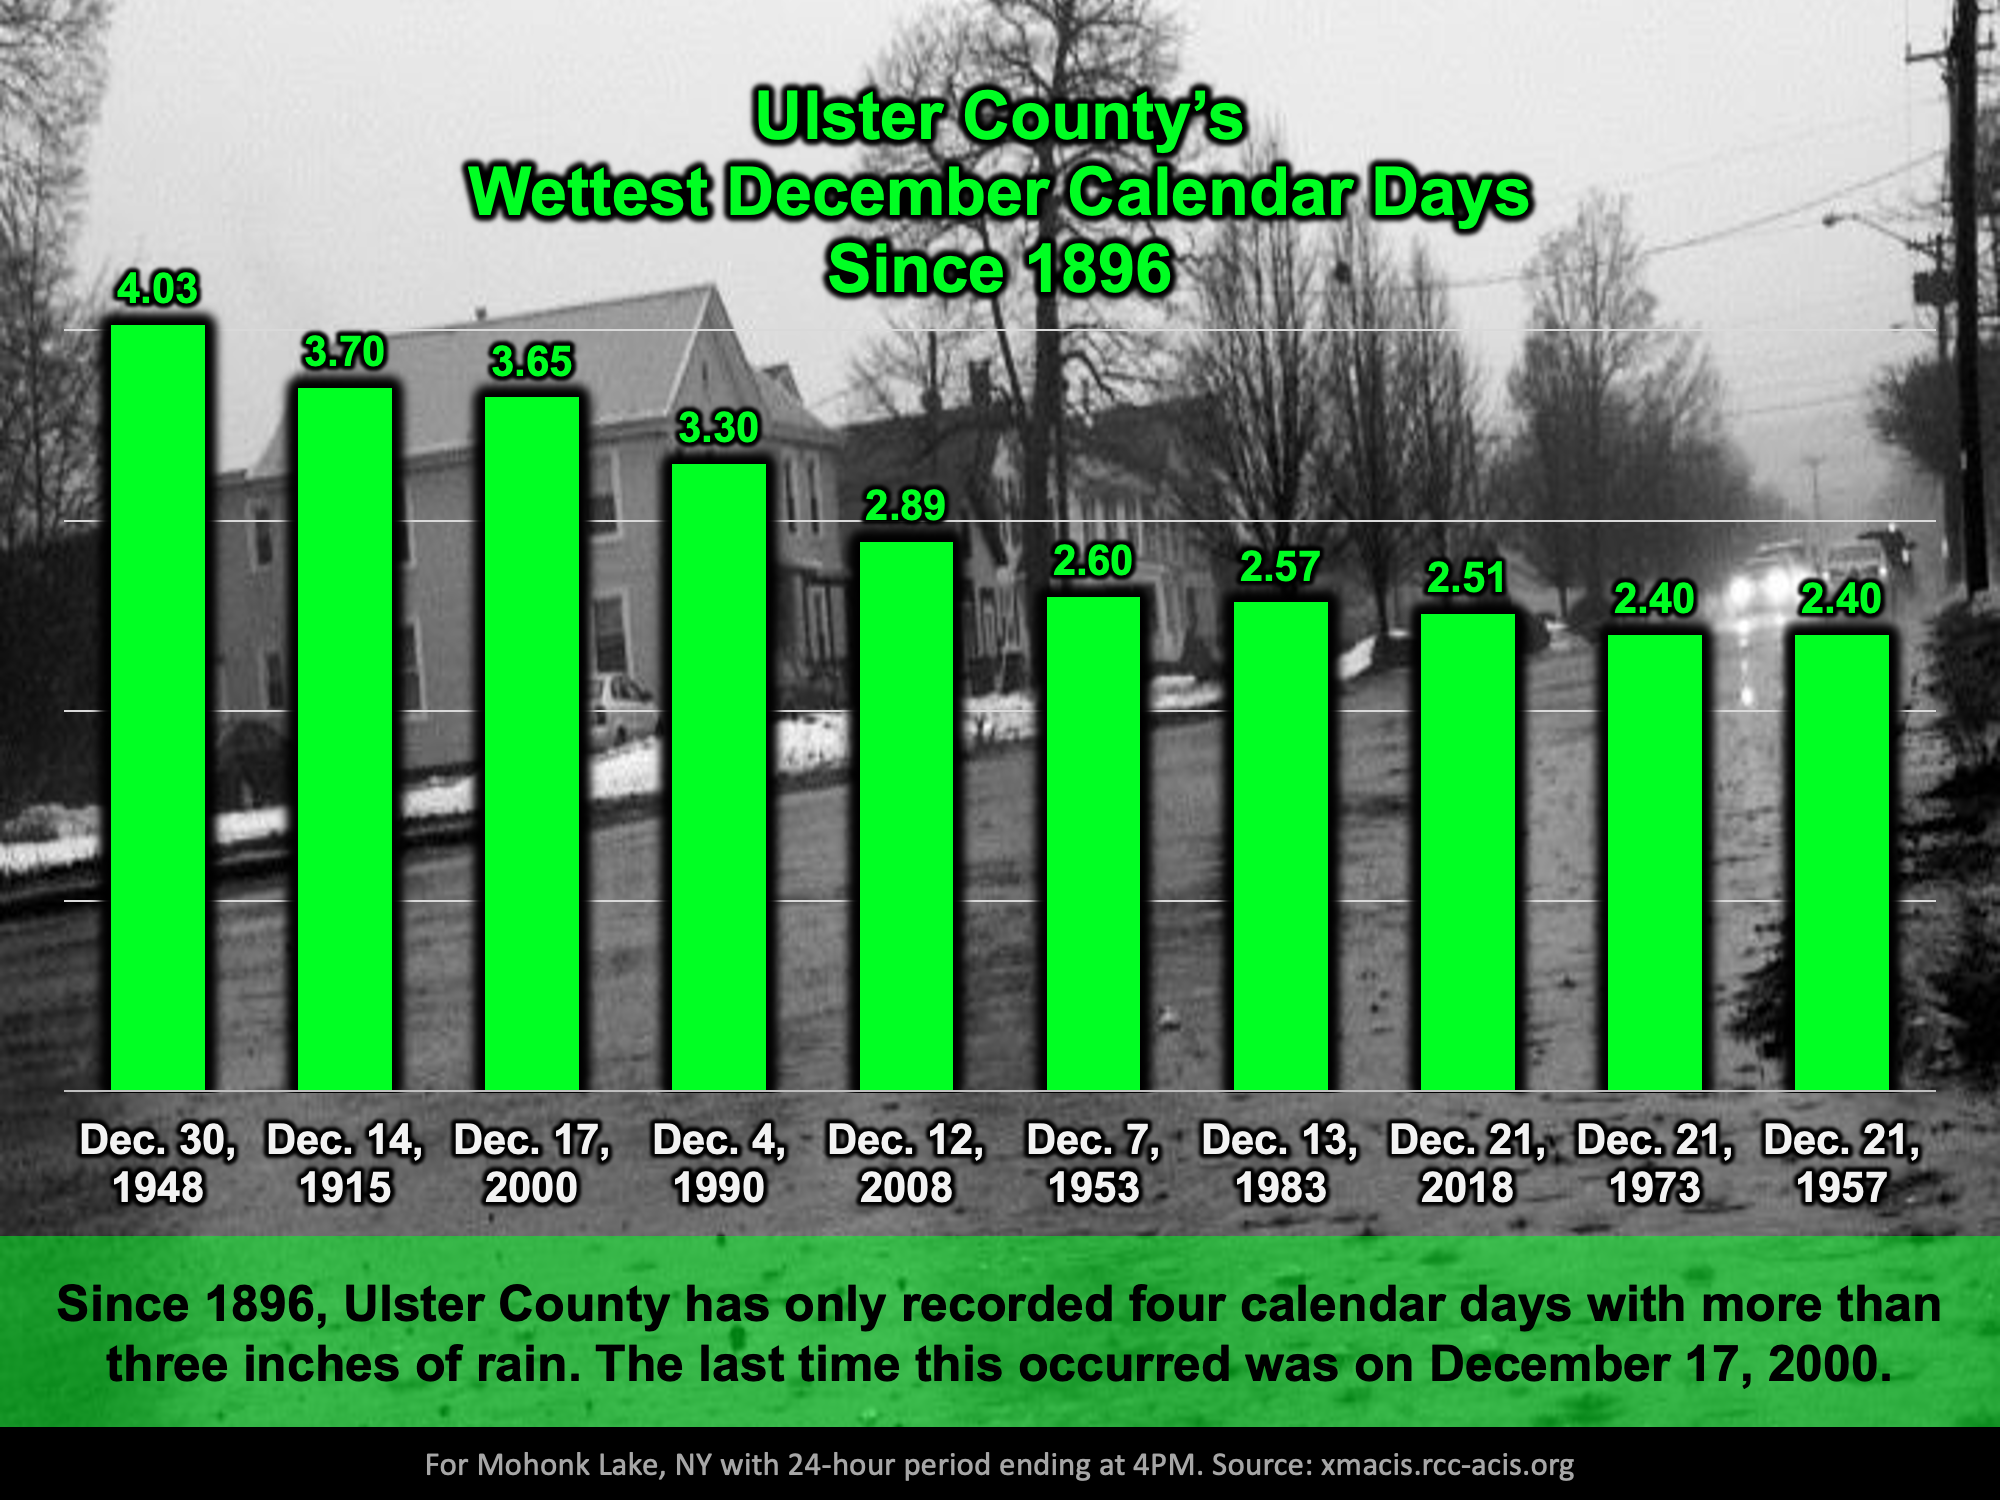 Ulster County’s
Wettest December Calendar Days
Since 1896
4.03
3.70
3.65
3.30
2.89
2.60
2.57
2.51
2.40
2.40
Dec. 30,
1948
Dec. 14,
1915
Dec. 17,
2000
Dec. 4,
1990
Dec. 12,
2008
Dec. 7,
1953
Dec. 13,
1983
Dec. 21,
2018
Dec. 21,
1973
Dec. 21,
1957
Since 1896, Ulster County has only recorded four calendar days with more than
three inches of rain. The last time this occurred was on December 17, 2000.
For Mohonk Lake, NY with 24-hour period ending at 4PM. Source: xmacis.rcc-acis.org